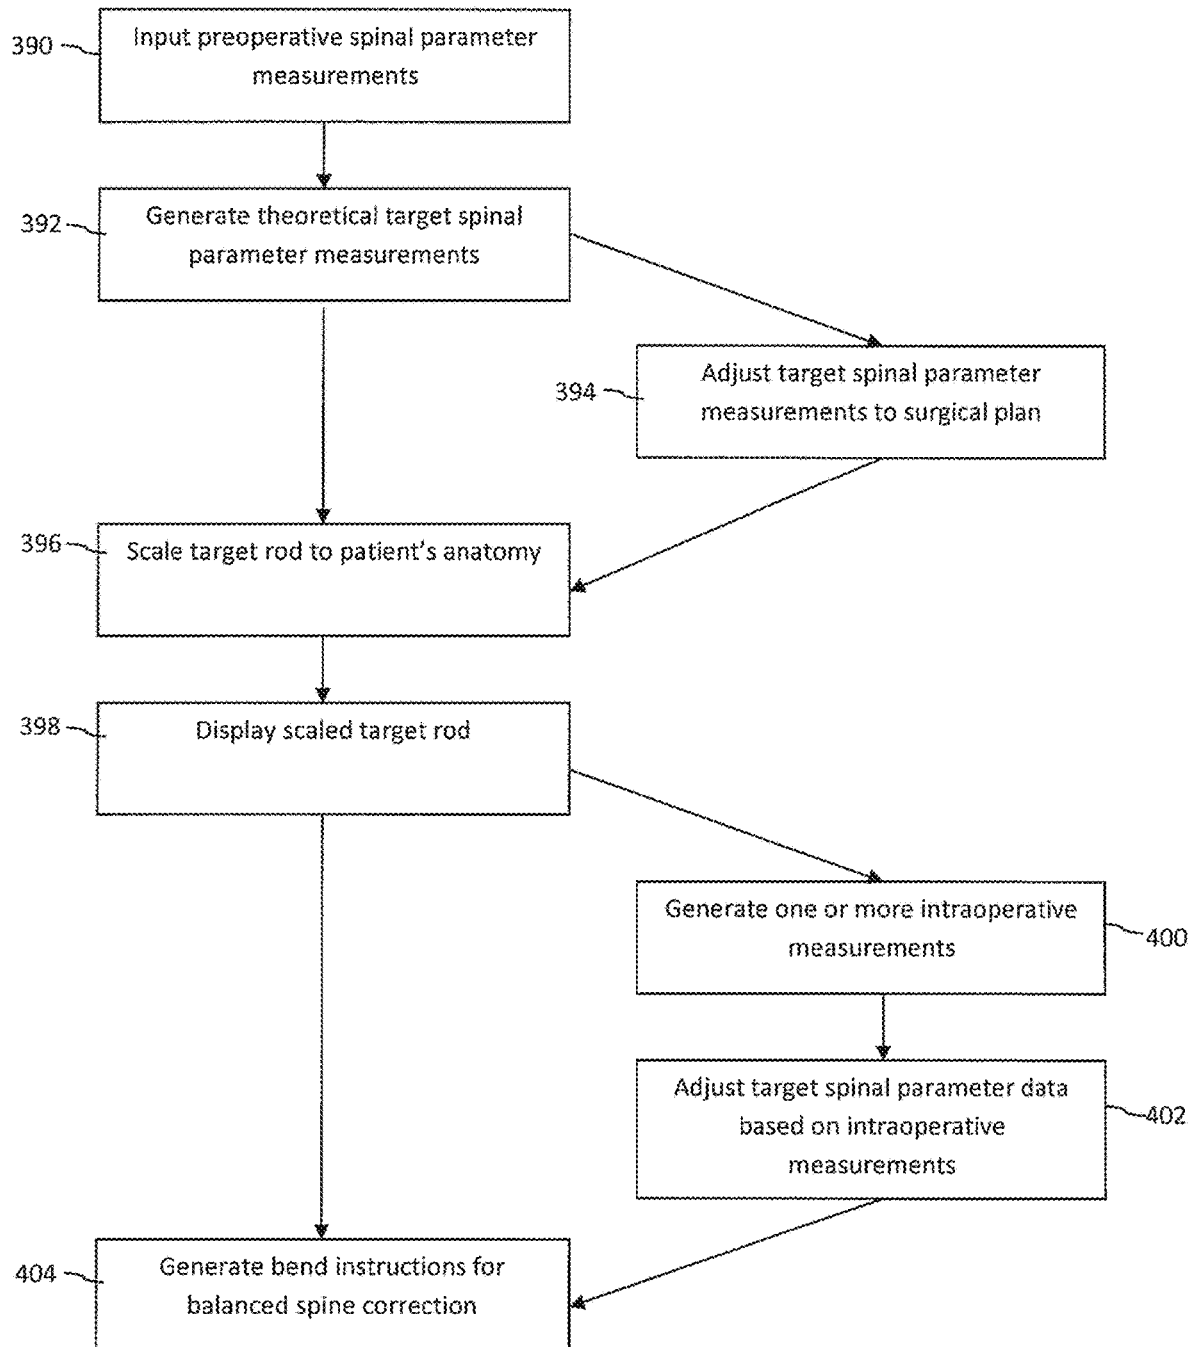 390
Input preoperative spinal parameter
measurements
392
Generate theoretical target spinal
parameter measurements
394
Adjust target spinal parameter
measurements to surgical plan
396
Scale target rod to patient's anatomy
398
Display scaled target rod
Generate one or more intraoperative
measurements
400
Adjust target spinal parameter data
based on intraoperative
measurements
402
404
Generate bend instructions for
balanced spine correction